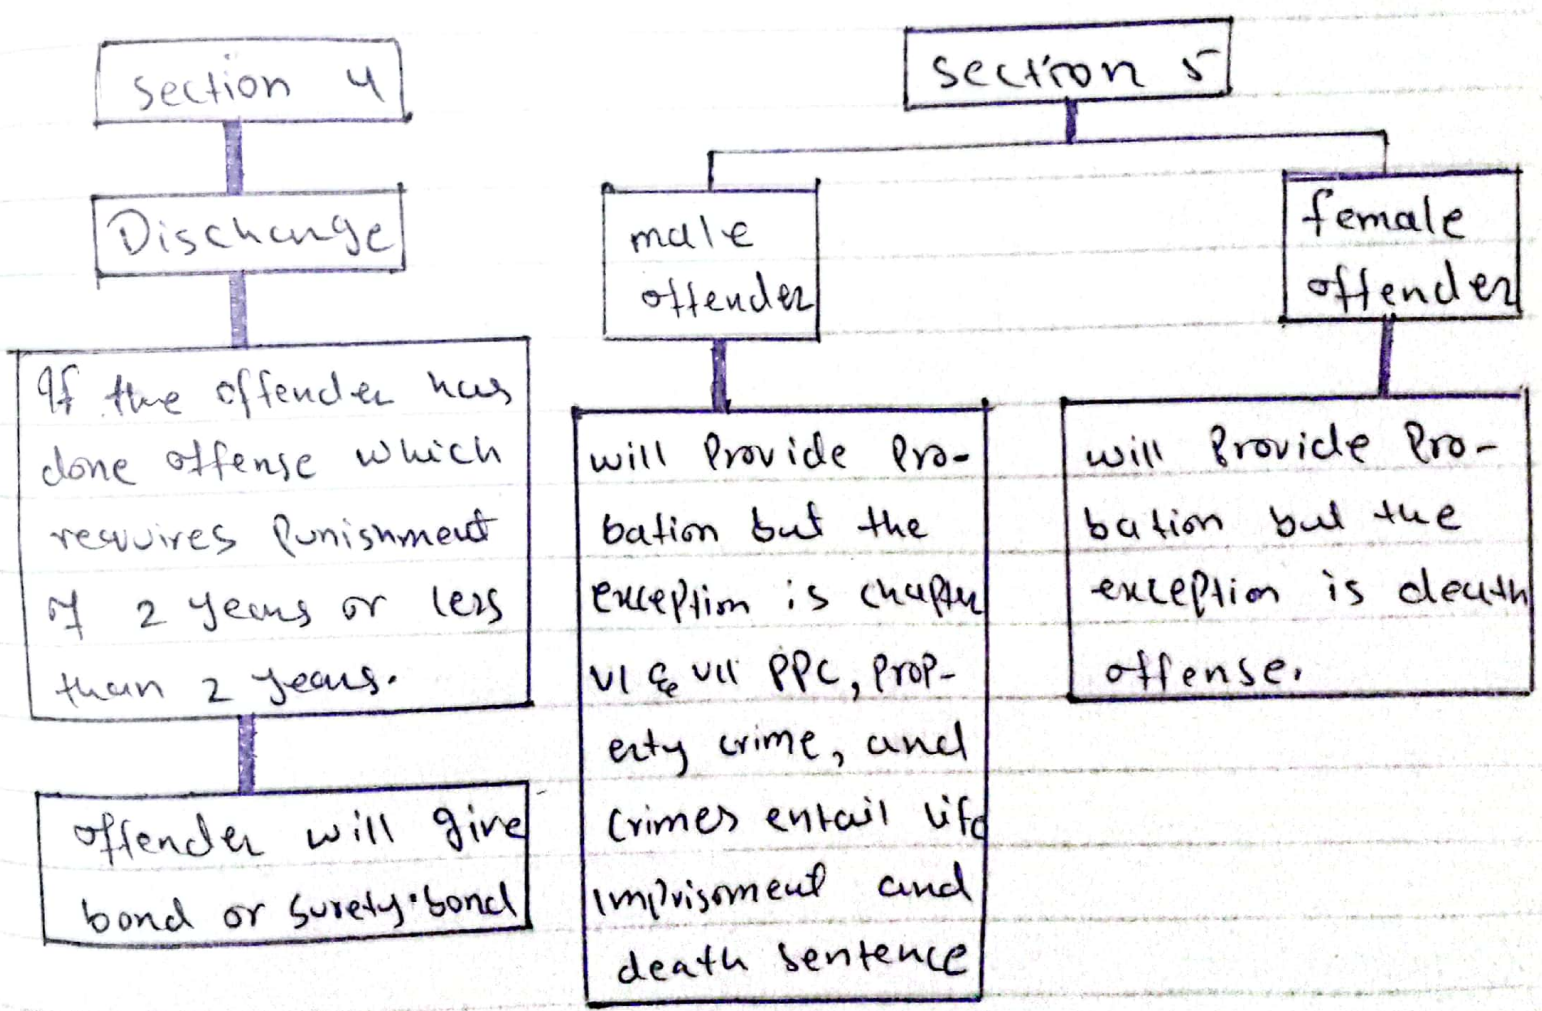 Section 4
Discharge
If the offender has
done offense which
requires Punishment
of 2 years or less
than 2 years.
offender will give
bond or surety.bond
Section 5
male
offender
will Provide Pro-
bation but the
exception is chapter
VI & VII PPC, Prop-
erty crime, and
Crimes entail life
imprisoment and
death sentence
female
offender
will Provide Pro-
bation but the
exception is death
offense.